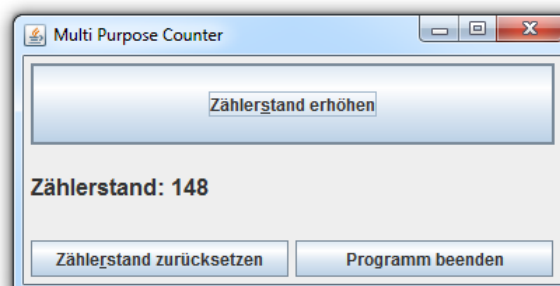 Multi Purpose Counter
Zählerstand erhöhen
Zählerstand: 148
Zählerstand zurücksetzen
Programm beenden